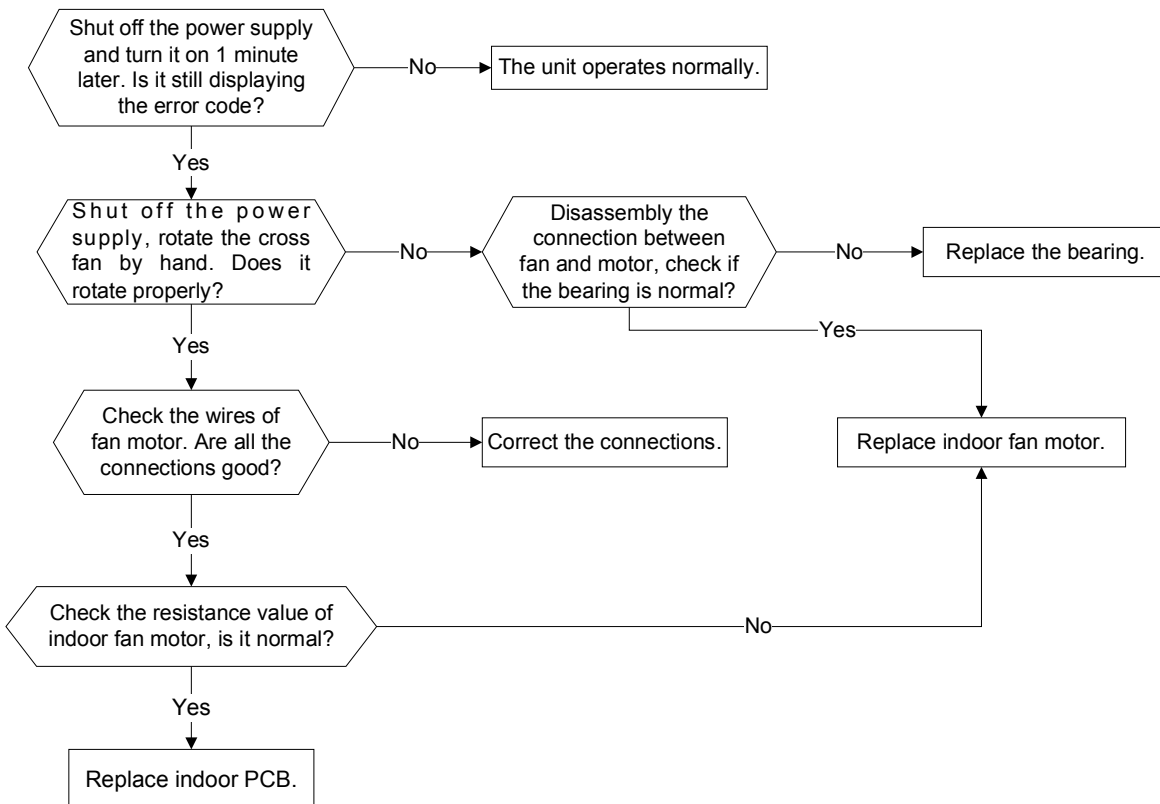 Shut off the power supply
and turn it on 1 minute
later. Is it still displaying
the error code?
No
The unit operates normally.
Yes
Shut off the power
supply, rotate the cross
fan by hand. Does it
rotate properly?
No
Disassembly the
connection between
fan and motor, check if
the bearing is normal?
No
Replace the bearing.
Yes
Yes
Check the wires of
fan motor. Are all the
connections good?
No
Correct the connections.
Replace indoor fan motor.
Yes
Check the resistance value of
indoor fan motor, is it normal?
No
Yes
Replace indoor PCB.